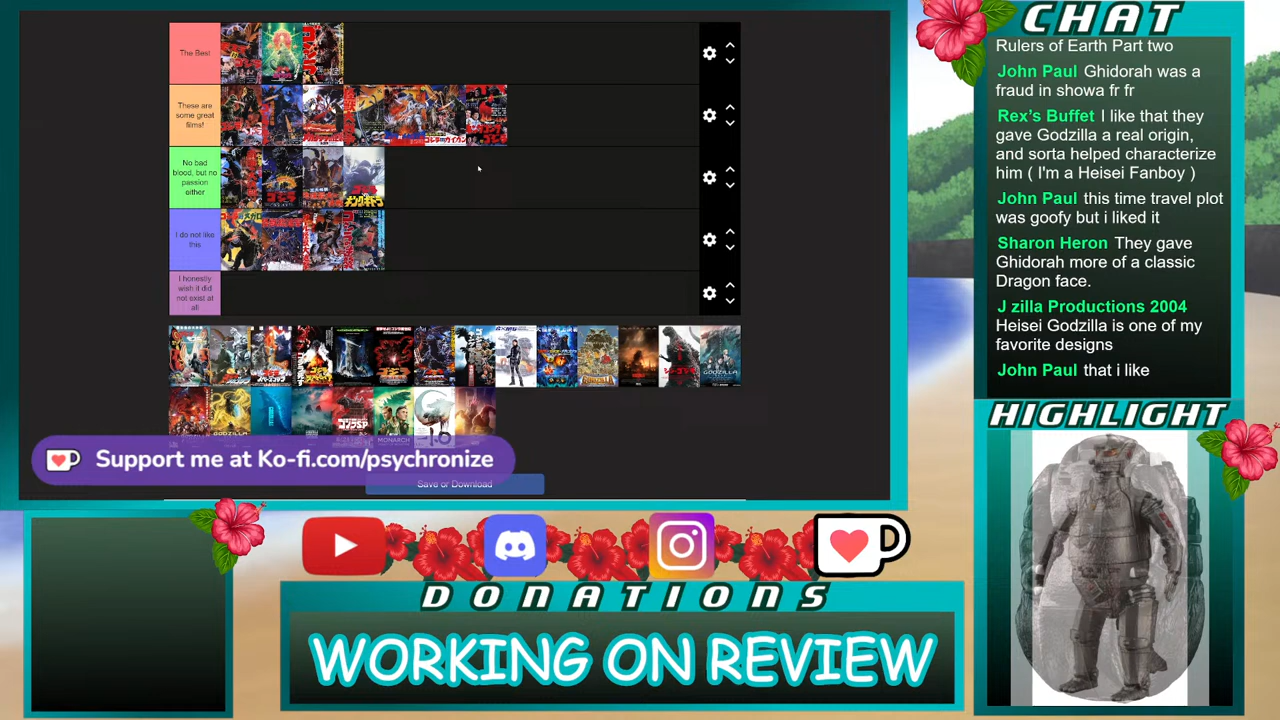 CHAT
Rulers of Earth Part two
John Paul Ghidorah was a
fraud in showa fr fr
Rex's Buffet I like that they
gave Godzilla a real origin,
and sorta helped characterize
him ( I'm a Heisei Fanboy )
John Paul this time travel plot
was goofy but i liked it
Sharon Heron They gave
Ghidorah more of a classic
Dragon face.
J zilla Productions 2004
Heisei Godzilla is one of my
favorite designs
John Paul that i like
HIGHLIGHT
The Best
These are
some great
films!
No bad
blood, but no
passion
either.
I do not like
this
I honestly
wish it did
not exist at
all
GODZILLA
GODZILLA
MONARCH
Support me at Ko-fi.com/psychronize
Save or Download
DONATIONS
WORKING ON REVIEW